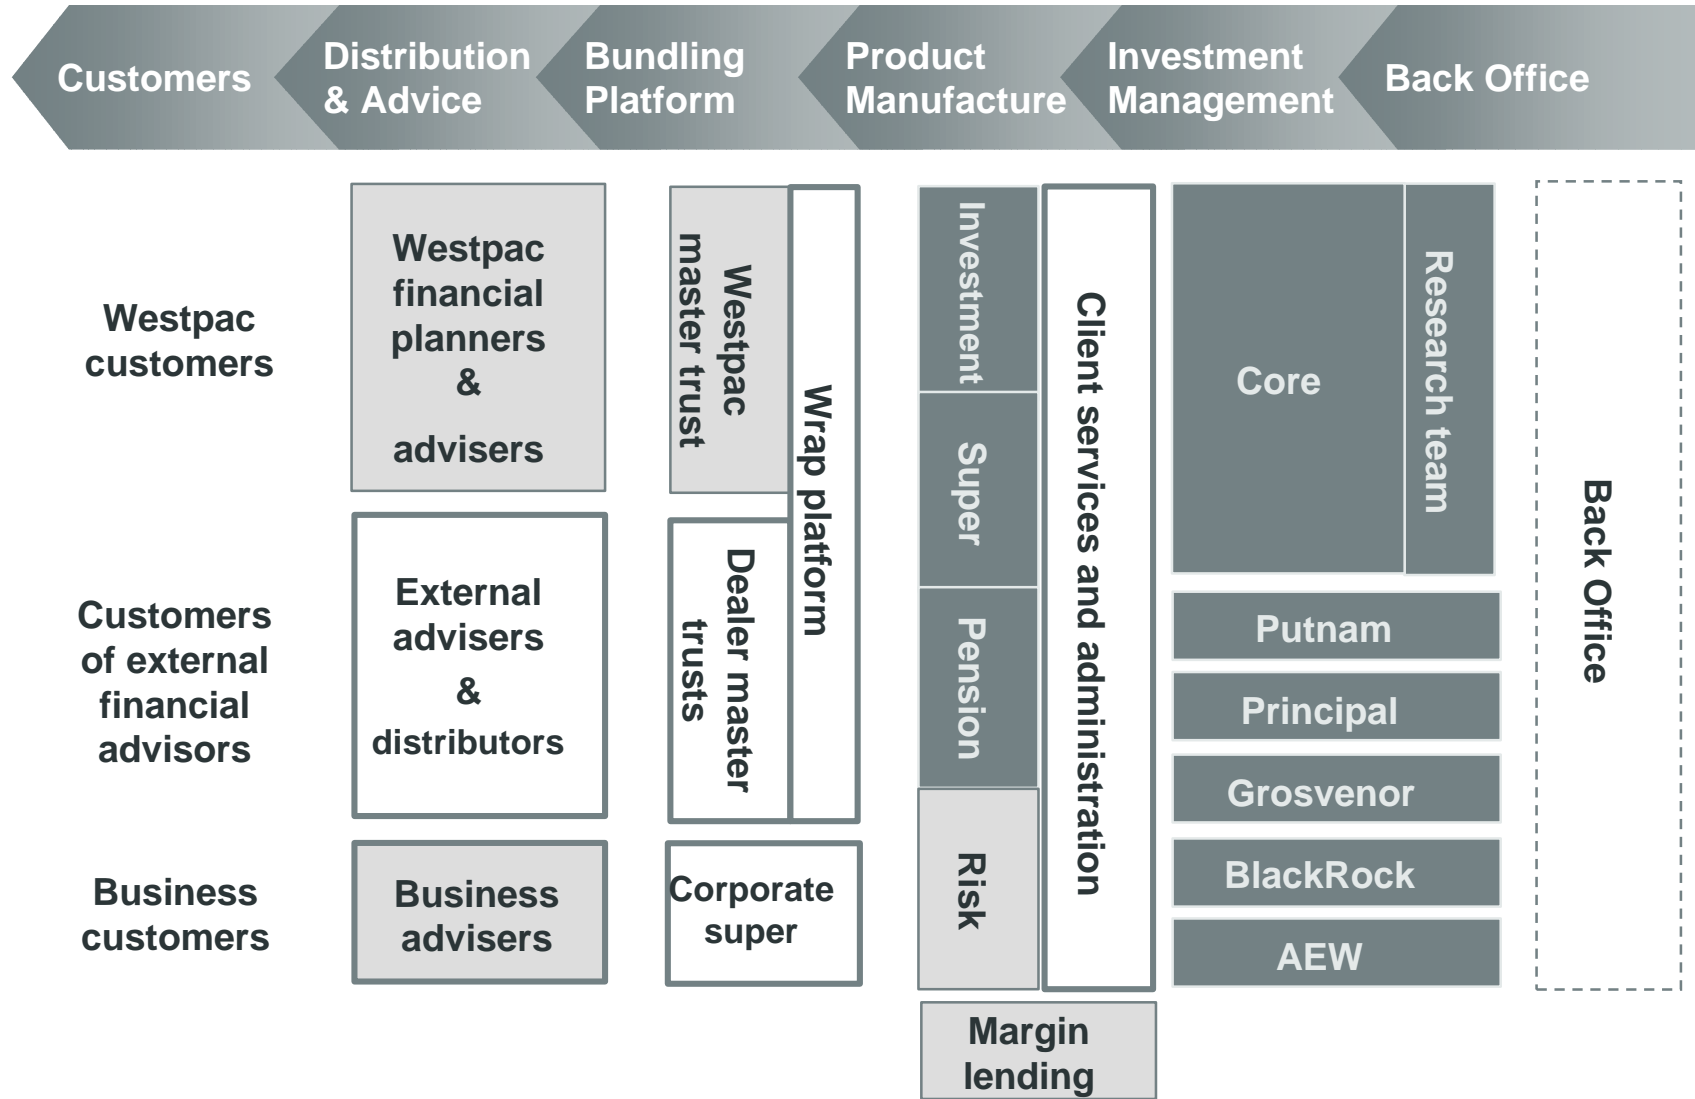 Customers
Distribution
& Advice
Bundling
Platform
Product
Manufacture
Investment
Management
Back Office
Westpac
customers
Customers
of external
financial
advisors
Business
customers
Westpac
financial
planners
&
advisers
External
advisers
&
distributors
Business
advisers
Westpac
master trust
Dealer master
trusts
Wrap platform
Corporate
super
Investment
Super
Pension
Risk
Client services and administration
Margin
lending
Core
Research team
Putnam
Principal
Grosvenor
BlackRock
AEW
Back Office